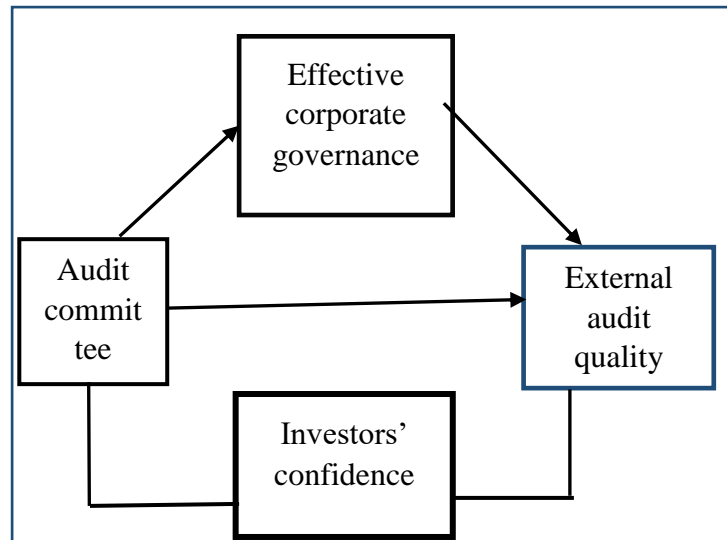 Effective
corporate
governance
Audit
commit
tee
External
audit
quality
Investors’
confidence